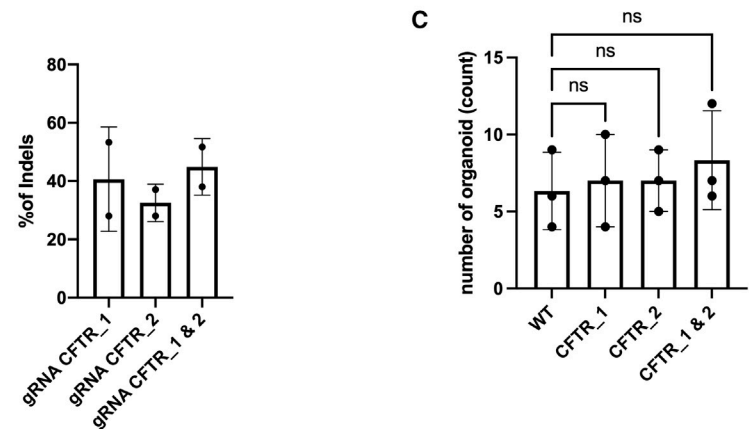 %of Indels
80
60
40
20
0
gRNA CFTR_1
gRNA CFTR_2
gRNA CFTR_1 & 2
C
number of organoid (count)
15
10
5
0
ns
ns
ns
WT
CFTR_1
CFTR_2
CFTR_1 & 2